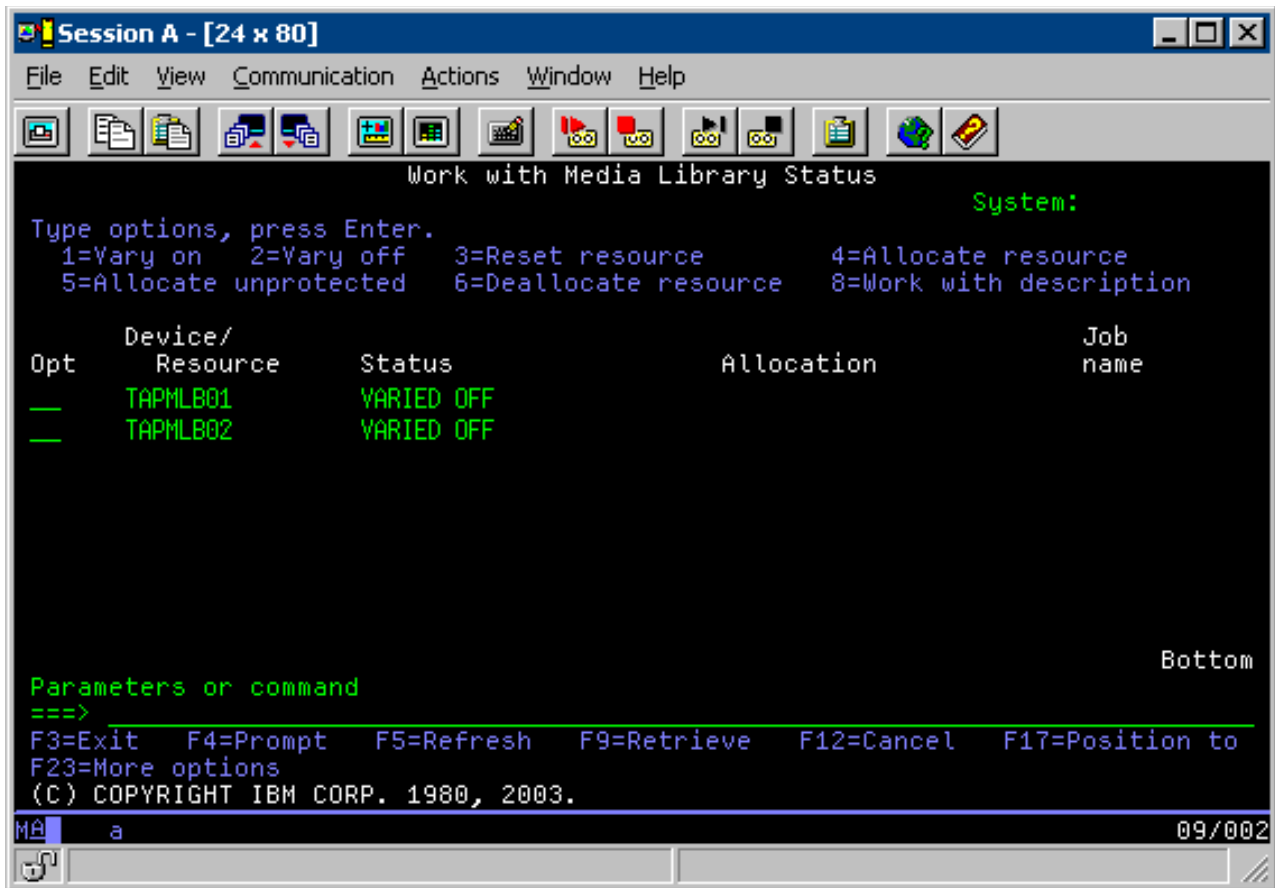 Session A - [24 x 80]
File Edit View Communication Actions Window Help
Work with Media Library Status
System:
Type options, press Enter.
1=Vary on 2=Vary off 3=Reset resource 4=Allocate resource
5=Allocate unprotected 6=Deallocate resource 8=Work with description
Device/ Job
Opt Resource Status Allocation name
__ TAPMLB01 VARIED OFF
__ TAPMLB02 VARIED OFF
Bottom
Parameters or command
===>
F3=Exit F4=Prompt F5=Refresh F9=Retrieve F12=Cancel F17=Position to
F23=More options
(C) COPYRIGHT IBM CORP. 1980, 2003.
MA a 09/002